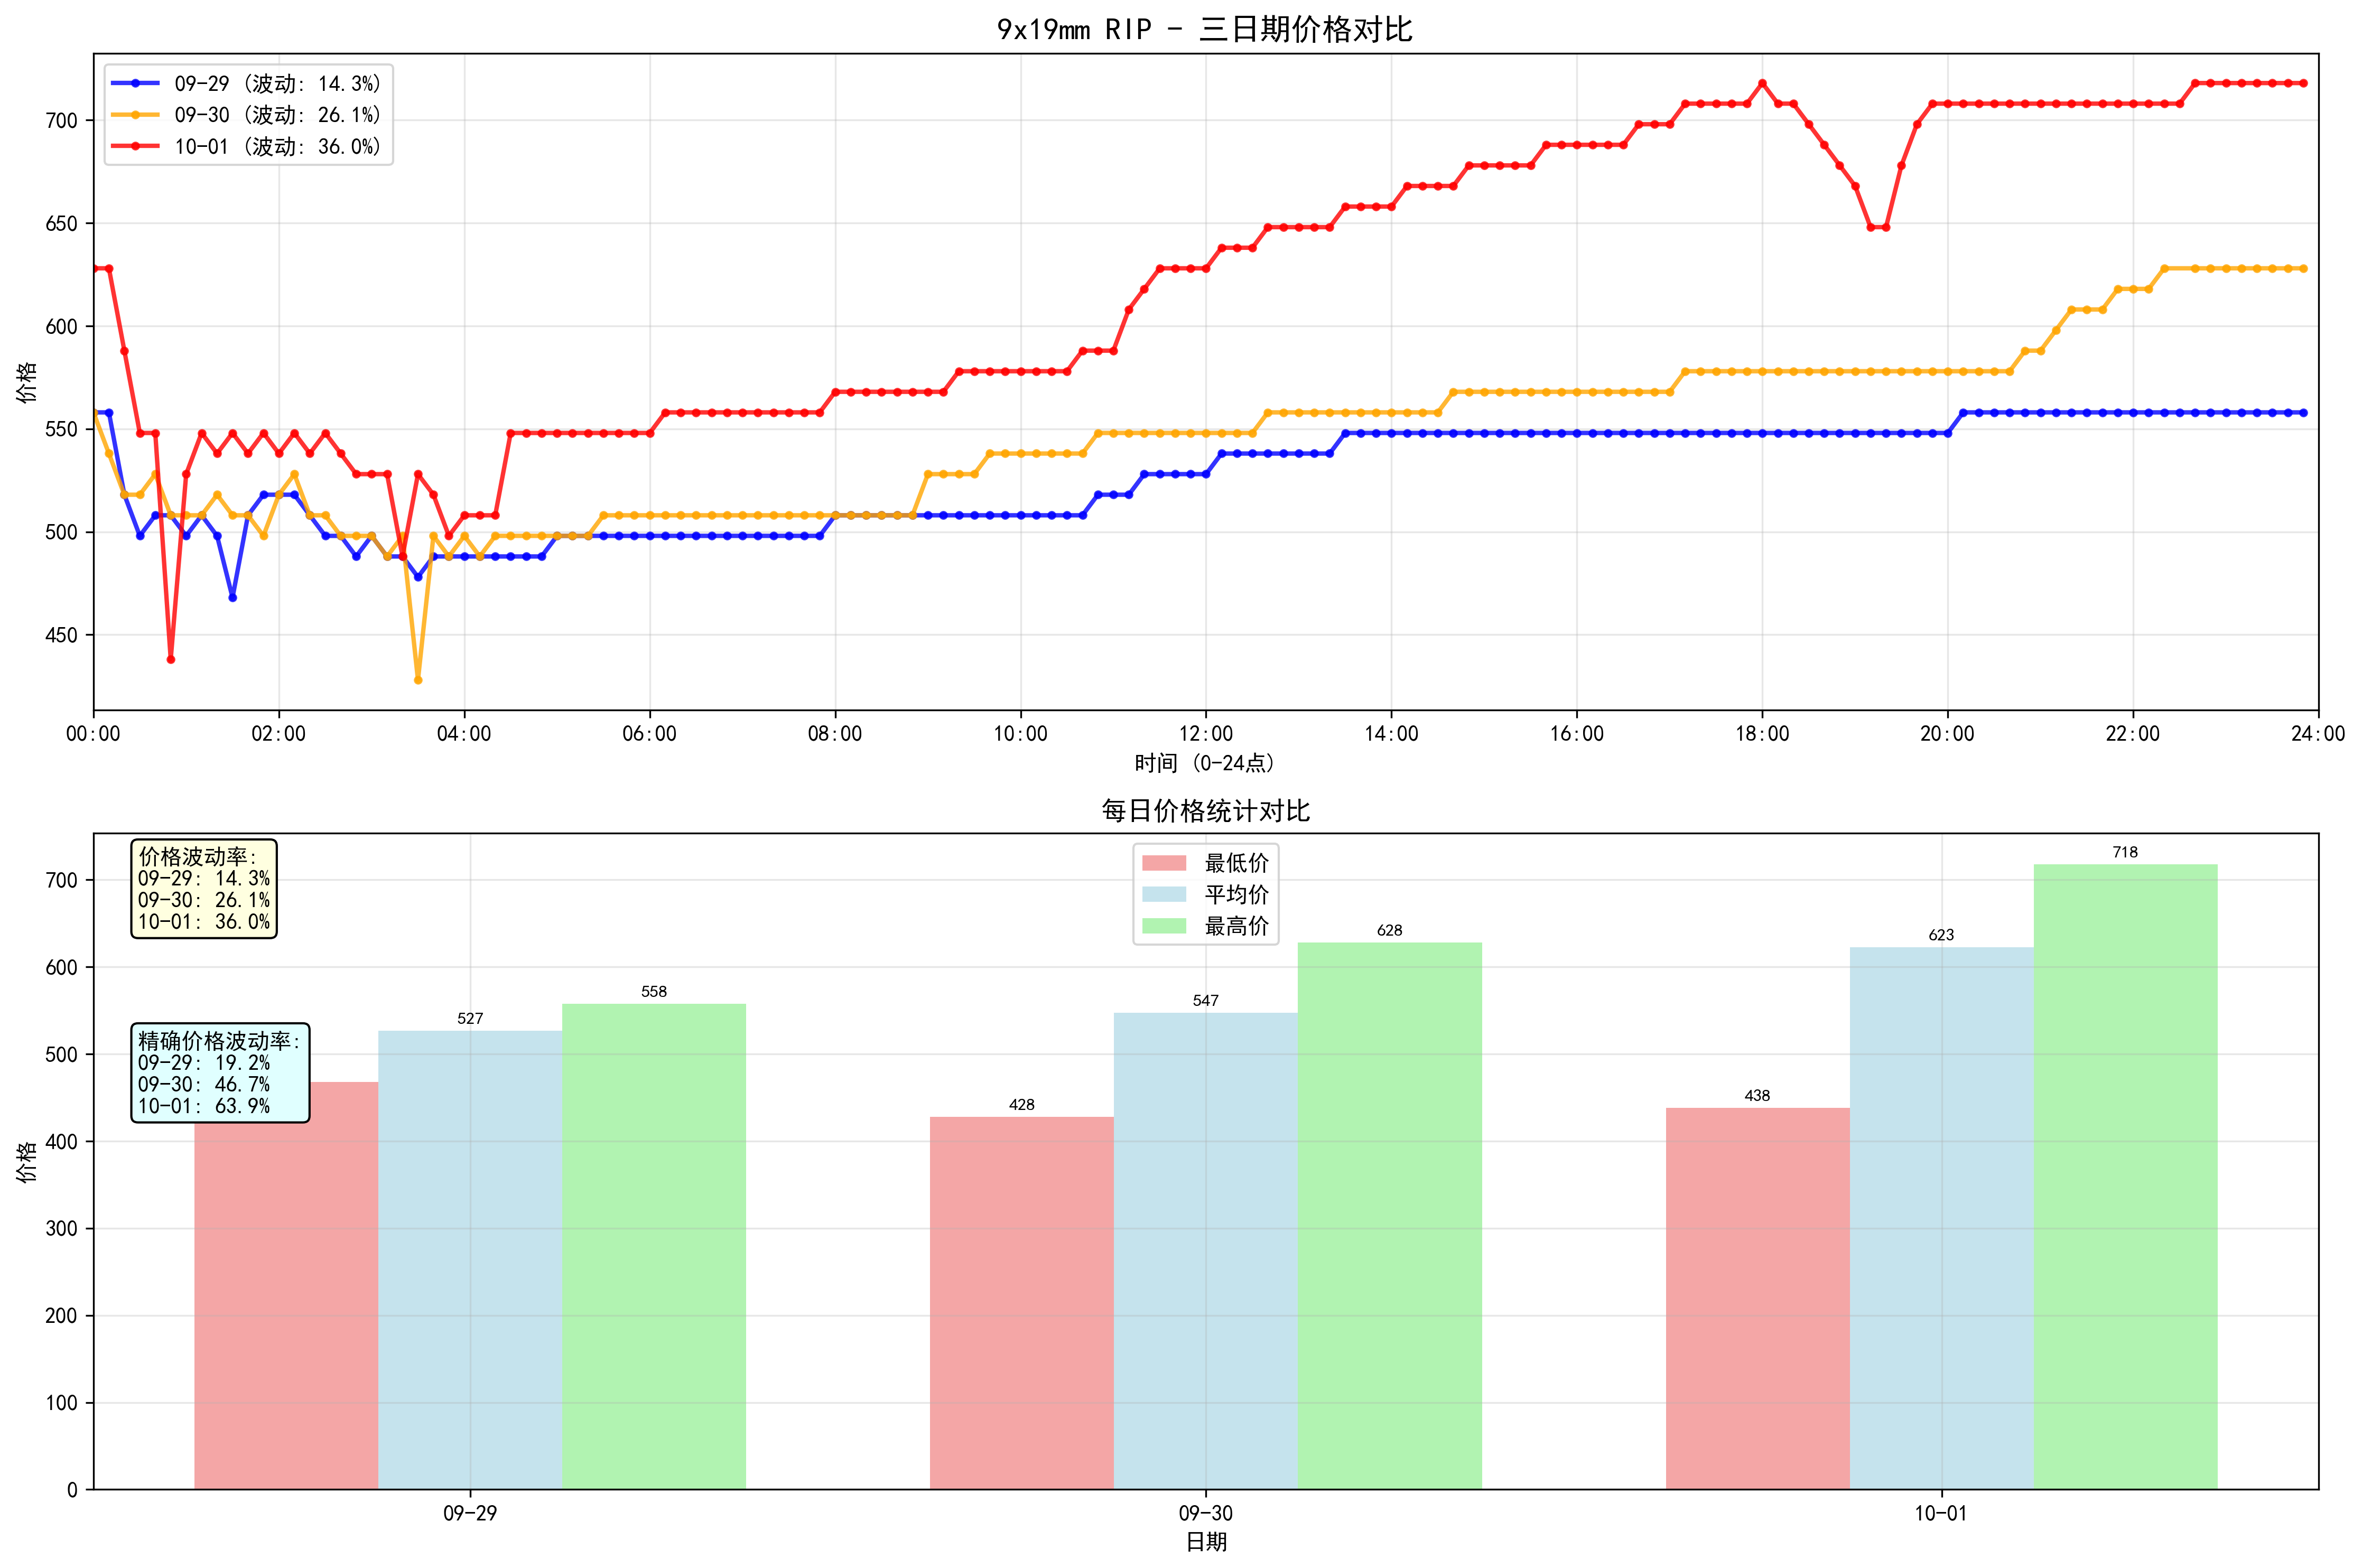 9x19mm RIP - 三日期价格对比
09-29 (波动: 14.3%)
09-30 (波动: 26.1%)
10-01 (波动: 36.0%)
价格
700
650
600
550
500
450
00:00 02:00 04:00 06:00 08:00 10:00 12:00 14:00 16:00 18:00 20:00 22:00 24:00
时间 (0-24点)
每日价格统计对比
价格波动率:
09-29: 14.3%
09-30: 26.1%
10-01: 36.0%
精确价格波动率:
09-29: 19.2%
09-30: 46.7%
10-01: 63.9%
最低价
平均价
最高价
价格
700
600
500
400
300
200
100
0
527
558
428
547
628
438
623
718
09-29 09-30 10-01
日期